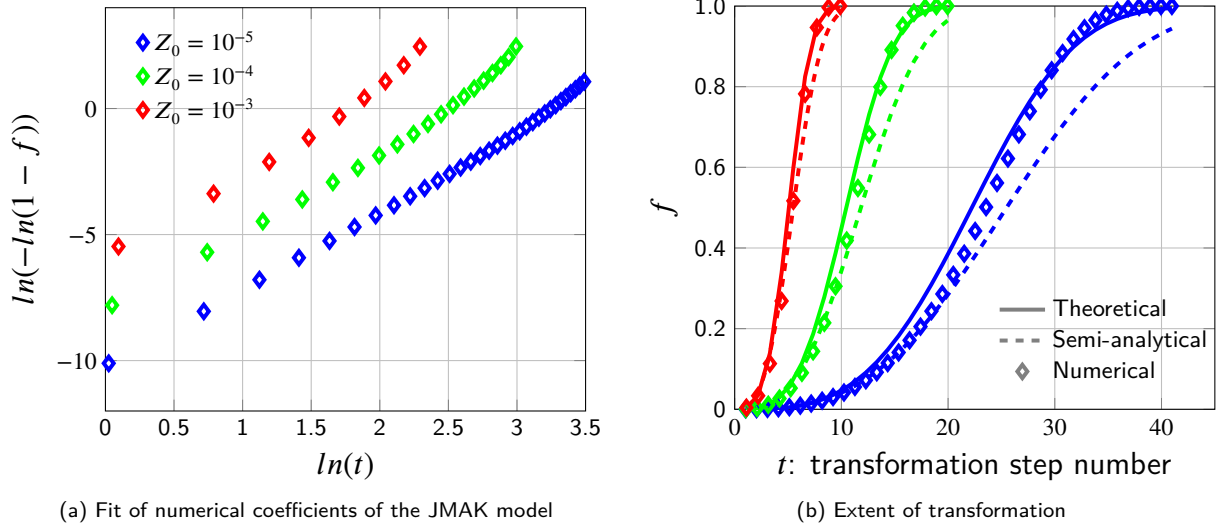 Z₀ = 10⁻⁵
Z₀ = 10⁻⁴
Z₀ = 10⁻³
0
−5
−10
ln(−ln(1 − f))
0 0.5 1 1.5 2 2.5 3 3.5
ln(t)
(a) Fit of numerical coefficients of the JMAK model
1.0
0.8
0.6
0.4
0.2
0
f
Theoretical
Semi-analytical
Numerical
0 10 20 30 40
t: transformation step number
(b) Extent of transformation